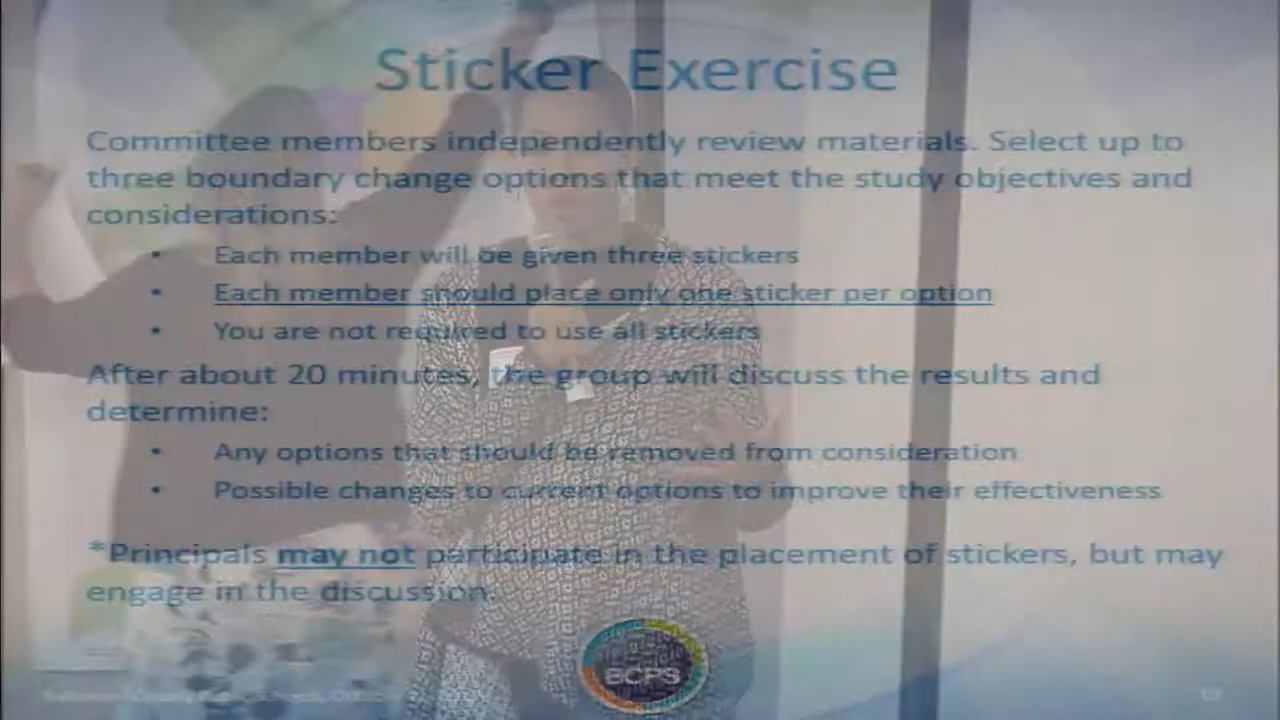 Sticker Exercise
Committee members independently review materials. Select up to
three boundary change options that meet the study objectives and
considerations:
• Each member will be given three stickers
• Each member should place only one sticker per option
• You are not required to use all stickers
After about 20 minutes, the group will discuss the results and
determine:
• Any options that should be removed from consideration
• Possible changes to current options to improve their effectiveness
*Principals may not participate in the placement of stickers, but may
engage in the discussion.
BCPS